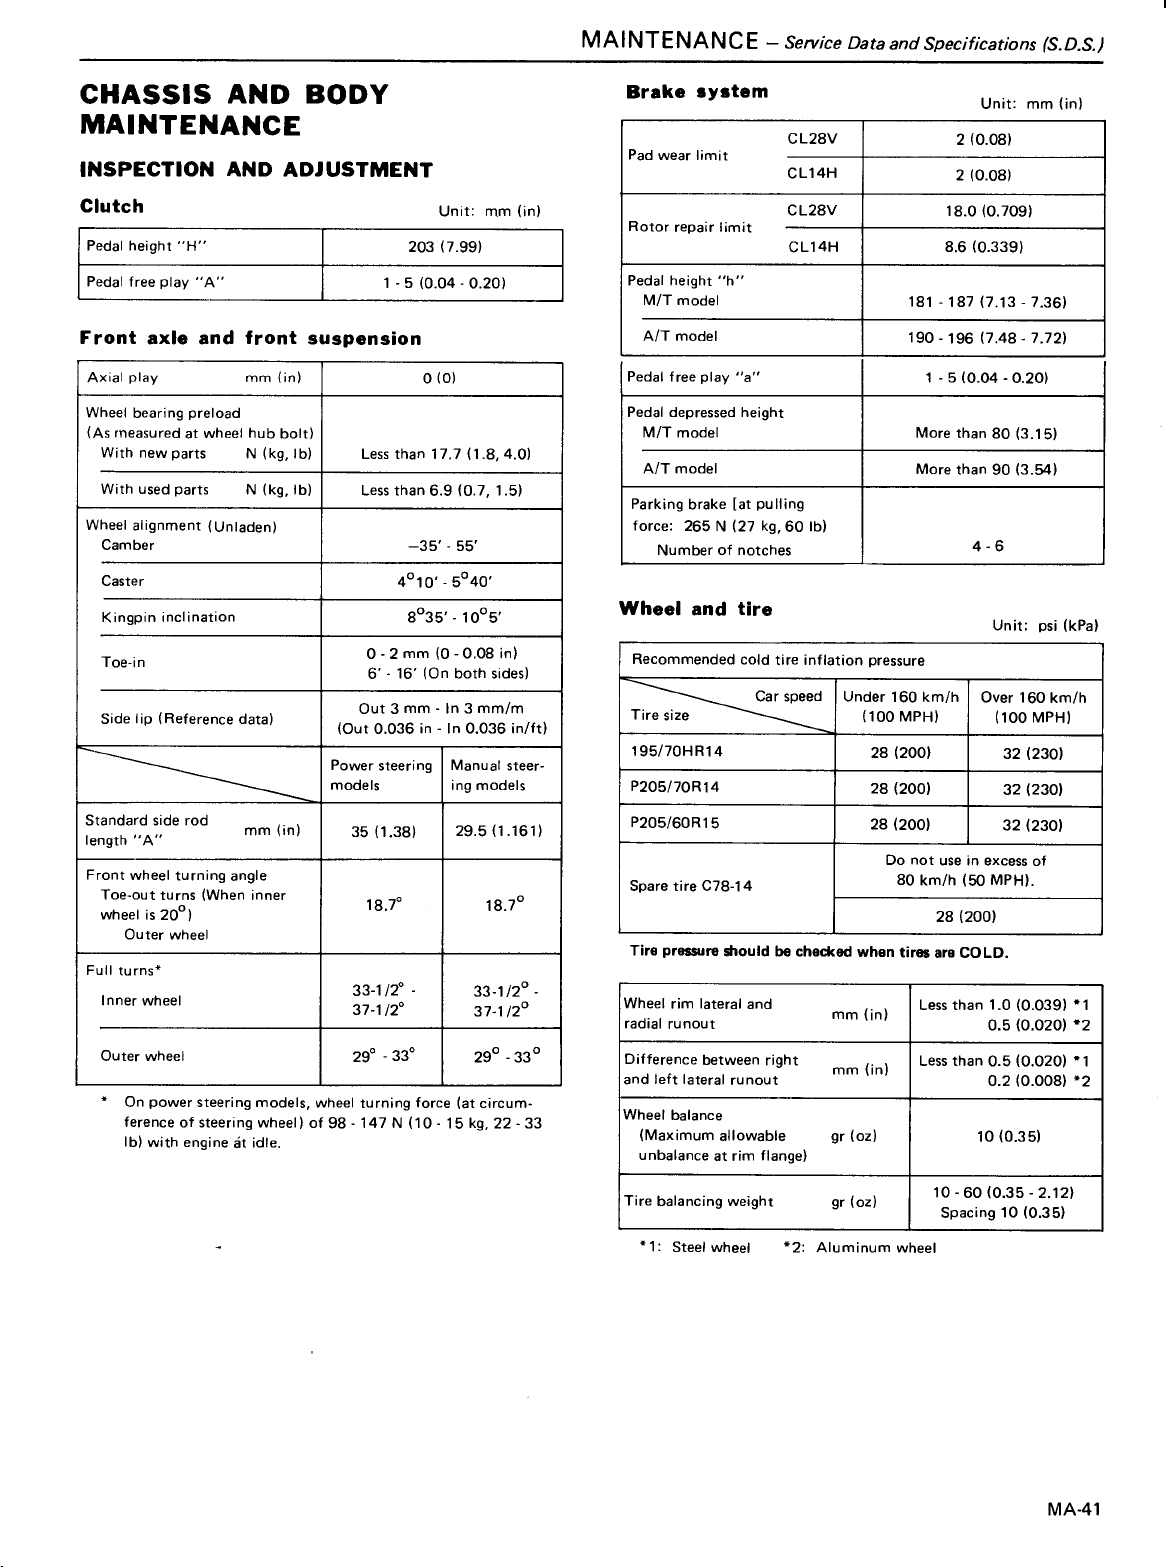 MAINTENANCE – Service Data and Specifications (S.D.S.)
CHASSIS AND BODY
MAINTENANCE
INSPECTION AND ADJUSTMENT
Clutch
Unit: mm (in)
Pedal height "H" 203 (7.99)
Pedal free play "A" 1 - 5 (0.04 - 0.20)
Front axle and front suspension
Axial play mm (in) 0 (0)
Wheel bearing preload
(As measured at wheel hub bolt)
With new parts N (kg, lb) Less than 17.7 (1.8, 4.0)
With used parts N (kg, lb) Less than 6.9 (0.7, 1.5)
Wheel alignment (Unladen)
Camber –35' - 55'
Caster 4°10' - 5°40'
Kingpin inclination 8°35' - 10°5'
Toe-in
0 - 2 mm (0 - 0.08 in)
6' - 16' (On both sides)
Side lip (Reference data)
Out 3 mm - In 3 mm/m
(Out 0.036 in - In 0.036 in/ft)
Power steering Manual steer-
models ing models
Standard side rod
length "A" mm (in) 35 (1.38) 29.5 (1.161)
Front wheel turning angle
Toe-out turns (When inner
wheel is 20°) 18.7° 18.7°
Outer wheel
Full turns*
Inner wheel
33-1/2° - 33-1/2° -
37-1/2° 37-1/2°
Outer wheel 29° - 33° 29° - 33°
* On power steering models, wheel turning force (at circum-
ference of steering wheel) of 98 - 147 N (10 - 15 kg, 22 - 33
lb) with engine at idle.
Brake system
Unit: mm (in)
Pad wear limit
CL28V 2 (0.08)
CL14H 2 (0.08)
Rotor repair limit
CL28V 18.0 (0.709)
CL14H 8.6 (0.339)
Pedal height "h"
M/T model 181 - 187 (7.13 - 7.36)
A/T model 190 - 196 (7.48 - 7.72)
Pedal free play "a" 1 - 5 (0.04 - 0.20)
Pedal depressed height
M/T model More than 80 (3.15)
A/T model More than 90 (3.54)
Parking brake [at pulling
force: 265 N (27 kg, 60 lb)
Number of notches 4 - 6
Wheel and tire
Unit: psi (kPa)
Recommended cold tire inflation pressure
Car speed Under 160 km/h Over 160 km/h
Tire size (100 MPH) (100 MPH)
195/70HR14 28 (200) 32 (230)
P205/70R14 28 (200) 32 (230)
P205/60R15 28 (200) 32 (230)
Spare tire C78-14
Do not use in excess of
80 km/h (50 MPH).
28 (200)
Tire pressure should be checked when tires are COLD.
Wheel rim lateral and
radial runout mm (in)
Less than 1.0 (0.039) *1
0.5 (0.020) *2
Difference between right
and left lateral runout mm (in)
Less than 0.5 (0.020) *1
0.2 (0.008) *2
Wheel balance
(Maximum allowable gr (oz) 10 (0.35)
unbalance at rim flange)
Tire balancing weight gr (oz)
10 - 60 (0.35 - 2.12)
Spacing 10 (0.35)
*1: Steel wheel *2: Aluminum wheel
MA-41